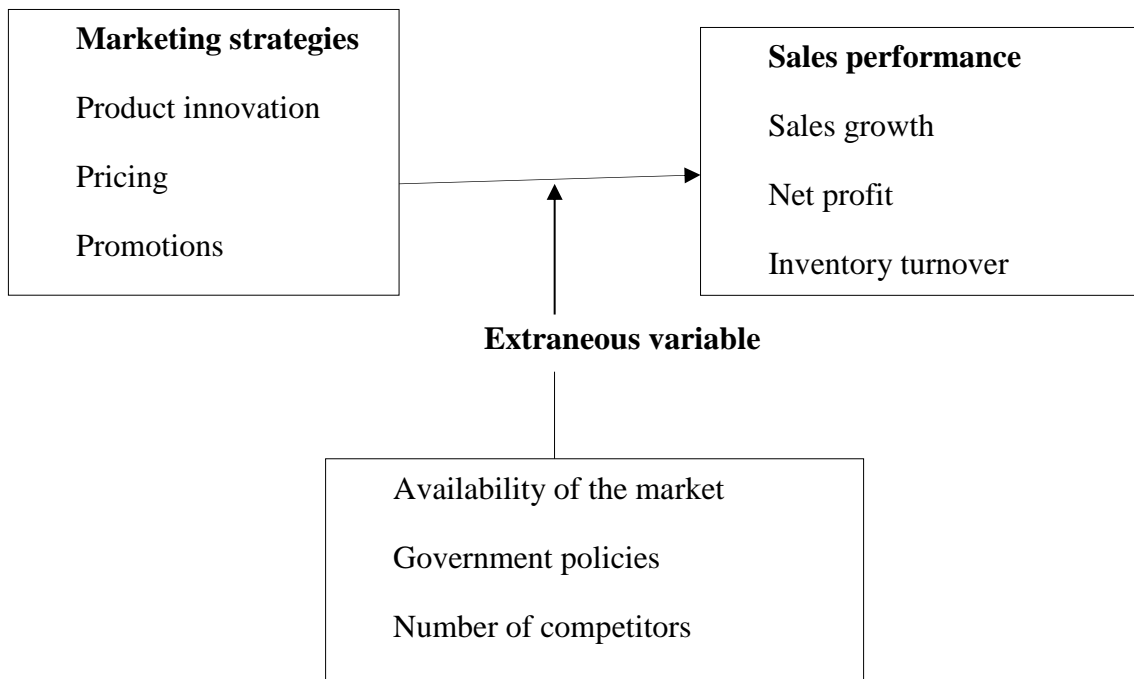 Marketing strategies
Product innovation
Pricing
Promotions
Sales performance
Sales growth
Net profit
Inventory turnover
Extraneous variable
Availability of the market
Government policies
Number of competitors